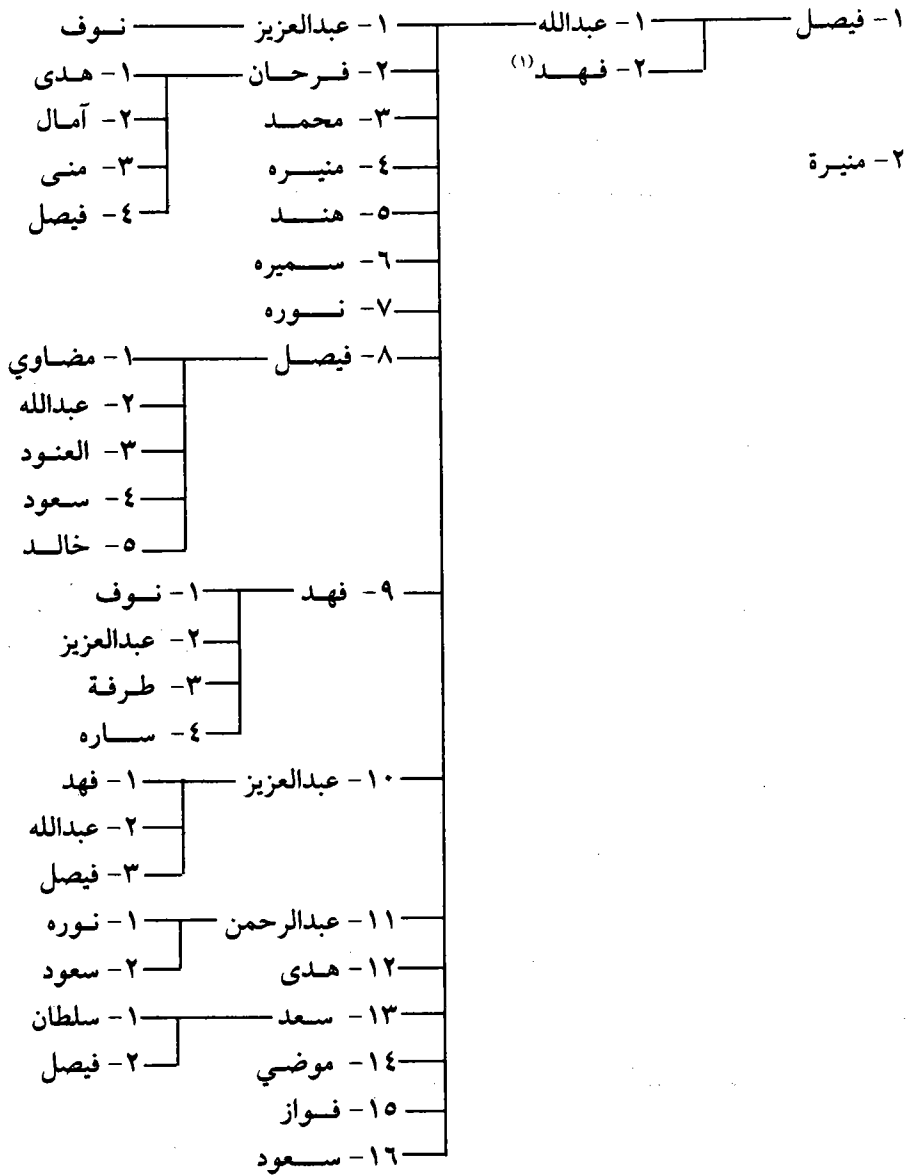 ١- فيصل ١- عبدالله ١- عبدالعزيز نوف
٢- فهد (١) ٢- فرحان ١- هدى
٣- محمد ٢- آمال
٢- منيرة ٤- منيره ٣- منى
٥- هند ٤- فيصل
٦- سميره
٧- نوره
٨- فيصل ١- مضاوي
٢- عبدالله
٣- العنود
٤- سعود
٥- خالد
٩- فهد ١- نوف
٢- عبدالعزيز
٣- طرفة
٤- ساره
١٠- عبدالعزيز ١- فهد
٢- عبدالله
٣- فيصل
١١- عبدالرحمن ١- نوره
١٢- هدى ٢- سعود
١٣- سعد ١- سلطان
١٤- موضي ٢- فيصل
١٥- فواز
١٦- سعود